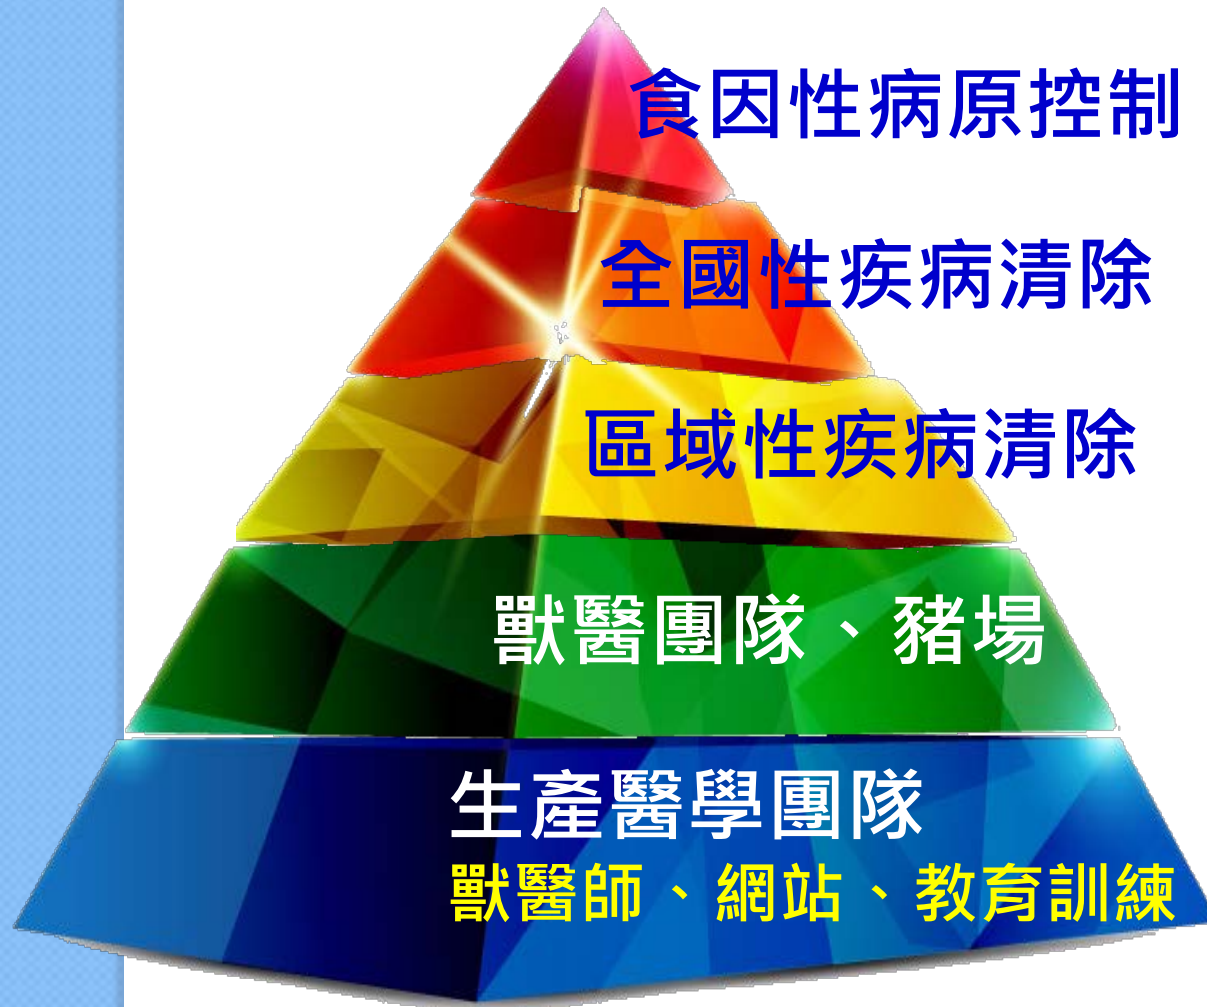 食因性病原控制
全國性疾病清除
區域性疾病清除
獸醫團隊、豬場
生產醫學團隊
獸醫師、網站、教育訓練